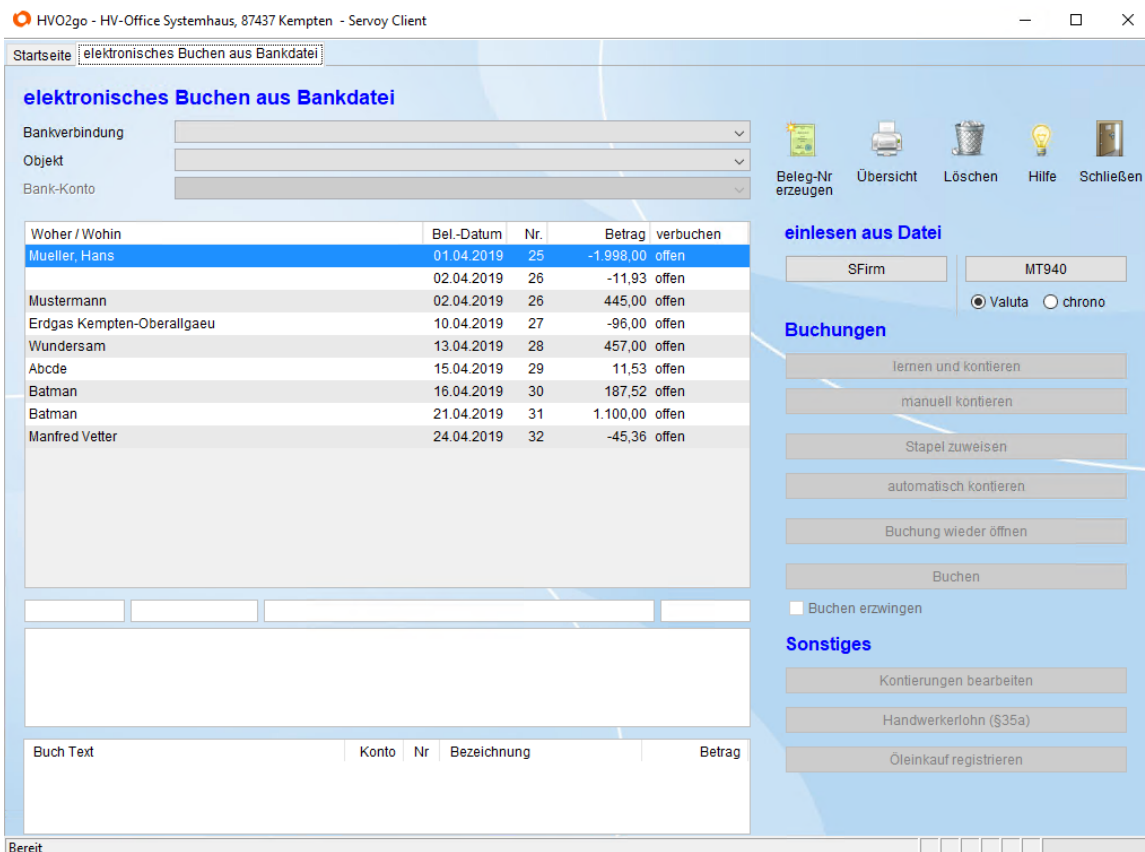 HVO2go - HV-Office Systemhaus, 87437 Kempten - Servoy Client
Startseite elektronisches Buchen aus Bankdatei
elektronisches Buchen aus Bankdatei
Bankverbindung
Objekt
Bank-Konto
Beleg-Nr erzeugen
Übersicht
Löschen
Hilfe
Schließen
Woher / Wohin Bel.-Datum Nr. Betrag verbuchen
Mueller, Hans 01.04.2019 25 -1.998,00 offen
02.04.2019 26 -11,93 offen
Mustermann 02.04.2019 26 445,00 offen
Erdgas Kempten-Oberallgaeu 10.04.2019 27 -96,00 offen
Wundersam 13.04.2019 28 457,00 offen
Abcde 15.04.2019 29 11,53 offen
Batman 16.04.2019 30 187,52 offen
Batman 21.04.2019 31 1.100,00 offen
Manfred Vetter 24.04.2019 32 -45,36 offen
einlesen aus Datei
SFirm MT940
Valuta chrono
Buchungen
lernen und kontieren
manuell kontieren
Stapel zuweisen
automatisch kontieren
Buchung wieder öffnen
Buchen
Buchen erzwingen
Sonstiges
Kontierungen bearbeiten
Handwerkerlohn (§35a)
Öleinkauf registrieren
Buch Text Konto Nr Bezeichnung Betrag
Bereit